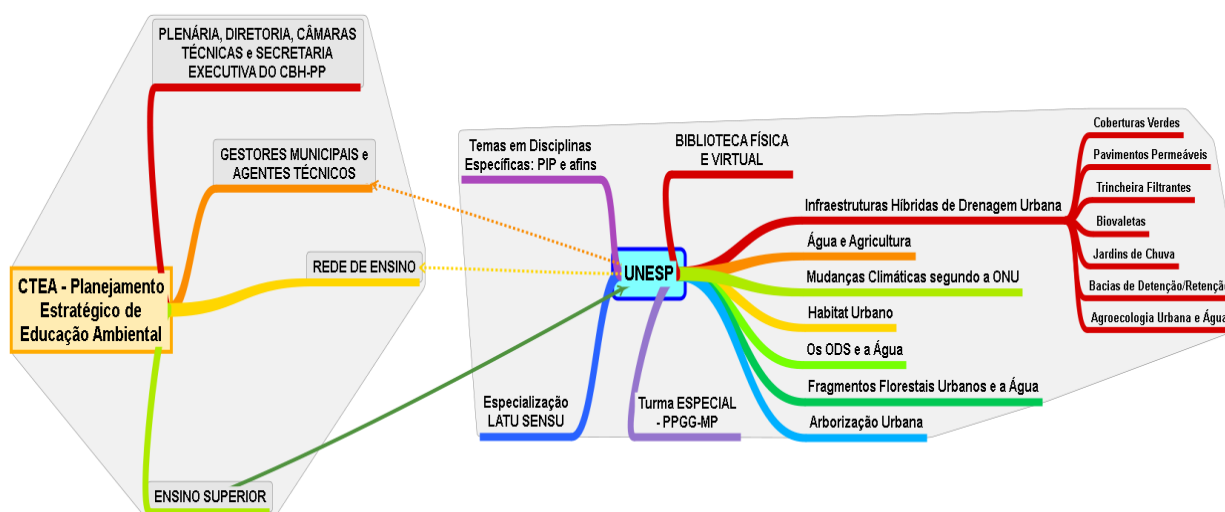 PLENÁRIA, DIRETORIA, CÂMARAS
TÉCNICAS e SECRETARIA
EXECUTIVA DO CBH-PP
GESTORES MUNICIPAIS e
AGENTES TÉCNICOS
REDE DE ENSINO
CTEA - Planejamento
Estratégico de
Educação Ambiental
ENSINO SUPERIOR
Temas em Disciplinas
Específicas: PIP e afins
BIBLIOTECA FÍSICA
E VIRTUAL
UNESP
Especialização
LATU SENSU
Turma ESPECIAL
- PPGG-MP
Infraestruturas Híbridas de Drenagem Urbana
Água e Agricultura
Mudanças Climáticas segundo a ONU
Habitat Urbano
Os ODS e a Água
Fragmentos Florestais Urbanos e a Água
Arborização Urbana
Coberturas Verdes
Pavimentos Permeáveis
Trincheira Filtrantes
Biovaletas
Jardins de Chuva
Bacias de Detenção/Retenção
Agroecologia Urbana e Água